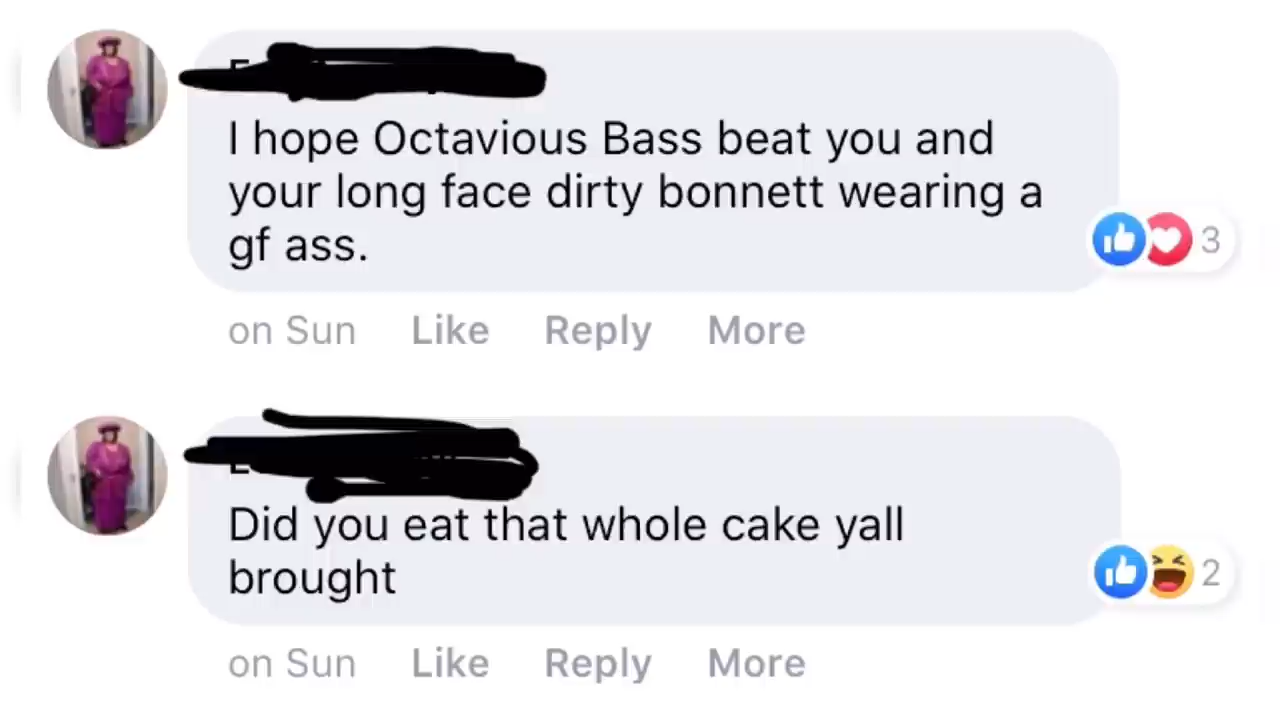 I hope Octavious Bass beat you and
your long face dirty bonnett wearing a
gf ass.
3
on Sun Like Reply More
Did you eat that whole cake yall
brought
2
on Sun Like Reply More